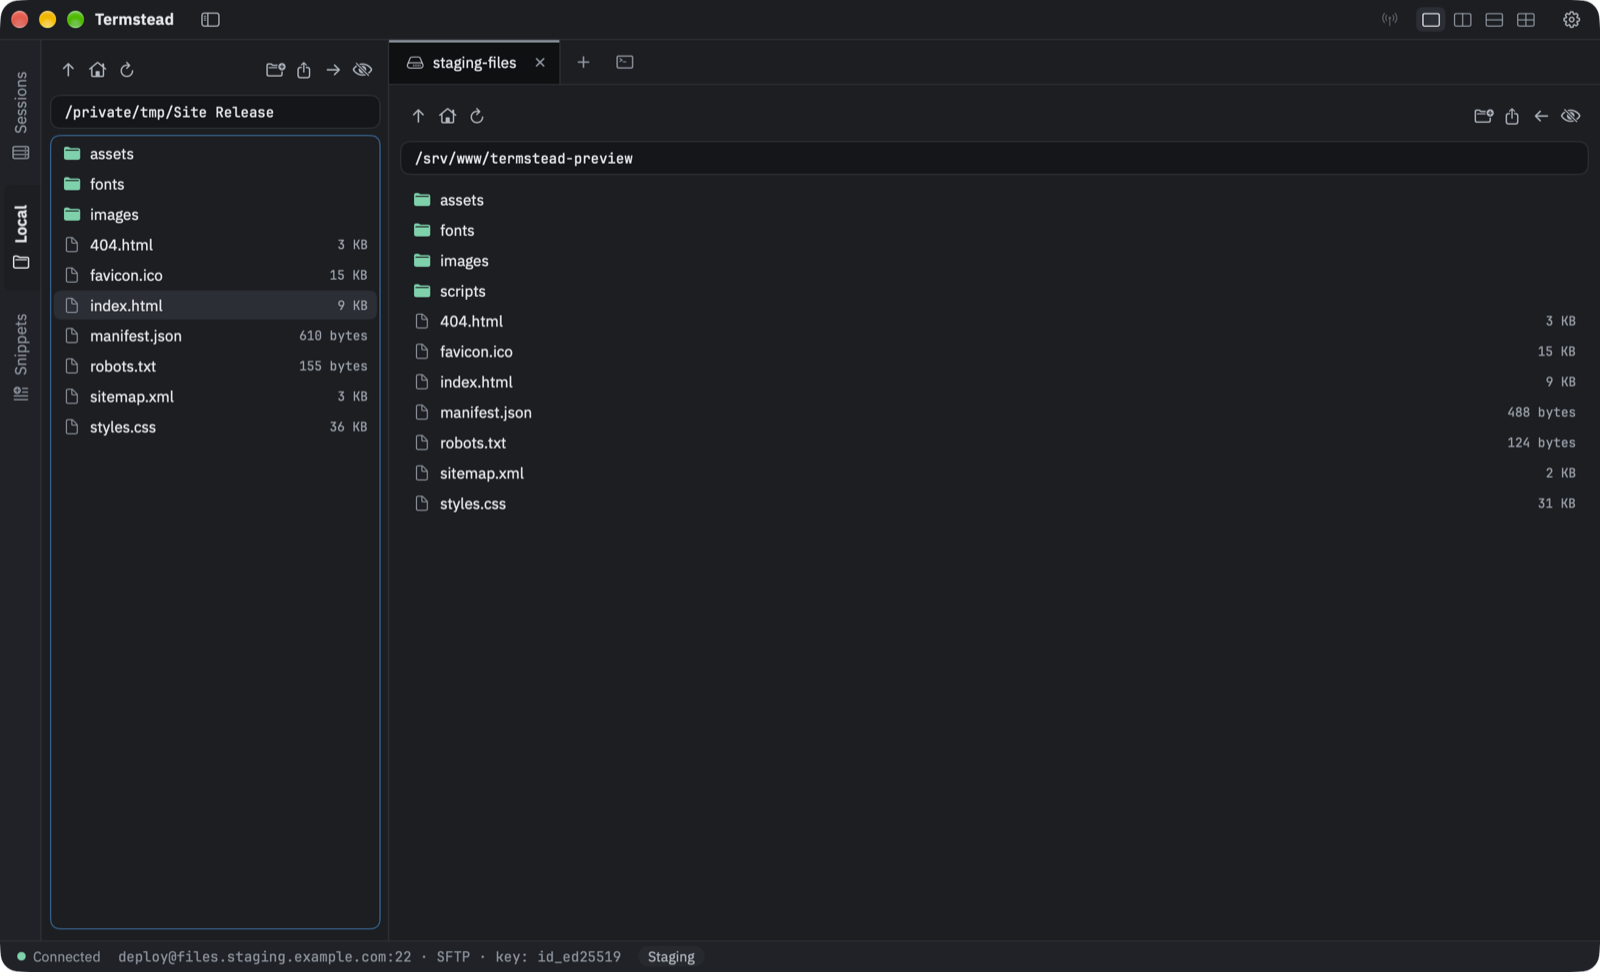 Termstead
Sessions
Local
Snippets
/private/tmp/Site Release
assets
fonts
images
404.html 3 KB
favicon.ico 15 KB
index.html 9 KB
manifest.json 610 bytes
robots.txt 155 bytes
sitemap.xml 3 KB
styles.css 36 KB
staging-files
/srv/www/termstead-preview
assets
fonts
images
scripts
404.html 3 KB
favicon.ico 15 KB
index.html 9 KB
manifest.json 488 bytes
robots.txt 124 bytes
sitemap.xml 2 KB
styles.css 31 KB
Connected deploy@files.staging.example.com:22 · SFTP · key: id_ed25519 Staging